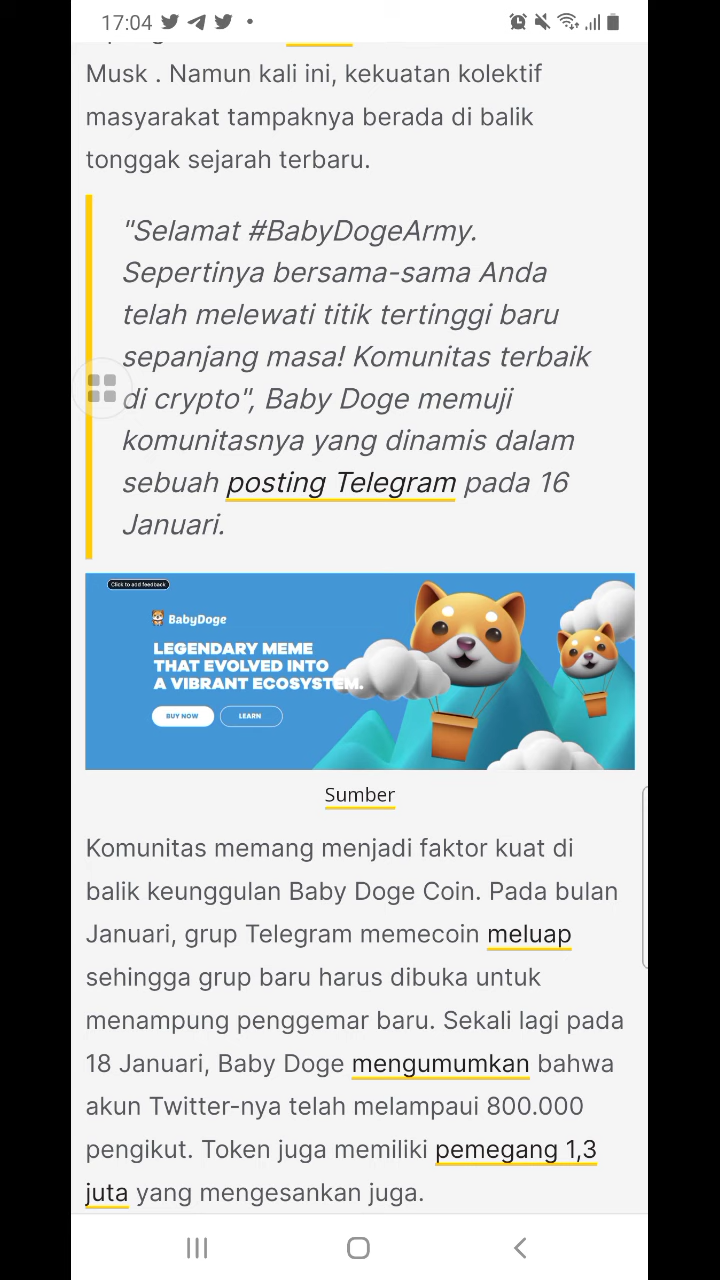 17:04
Musk . Namun kali ini, kekuatan kolektif
masyarakat tampaknya berada di balik
tonggak sejarah terbaru.
"Selamat #BabyDogeArmy.
Sepertinya bersama-sama Anda
telah melewati titik tertinggi baru
sepanjang masa! Komunitas terbaik
di crypto", Baby Doge memuji
komunitasnya yang dinamis dalam
sebuah posting Telegram pada 16
Januari.
Click to add feedback
BabyDoge
LEGENDARY MEME
THAT EVOLVED INTO
A VIBRANT ECOSYSTEM.
BUY NOW LEARN
Sumber
Komunitas memang menjadi faktor kuat di
balik keunggulan Baby Doge Coin. Pada bulan
Januari, grup Telegram memecoin meluap
sehingga grup baru harus dibuka untuk
menampung penggemar baru. Sekali lagi pada
18 Januari, Baby Doge mengumumkan bahwa
akun Twitter-nya telah melampaui 800.000
pengikut. Token juga memiliki pemegang 1,3
juta yang mengesankan juga.